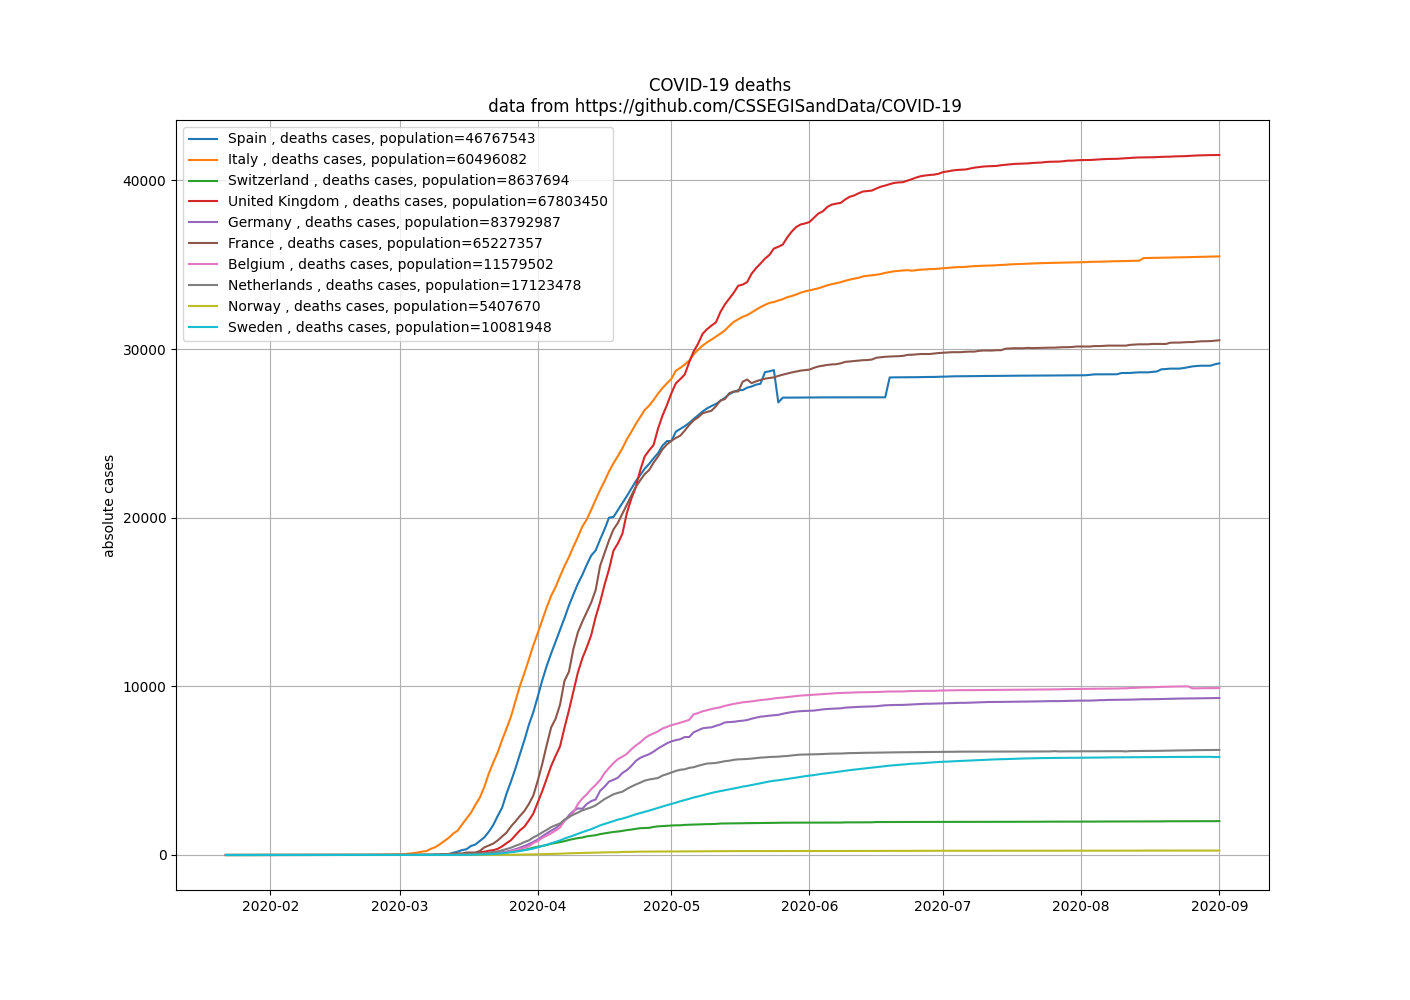 COVID-19 deaths
data from https://github.com/CSSEGISandData/COVID-19
Spain , deaths cases, population=46767543
Italy , deaths cases, population=60496082
Switzerland , deaths cases, population=8637694
United Kingdom , deaths cases, population=67803450
Germany , deaths cases, population=83792987
France , deaths cases, population=65227357
Belgium , deaths cases, population=11579502
Netherlands , deaths cases, population=17123478
Norway , deaths cases, population=5407670
Sweden , deaths cases, population=10081948
absolute cases
40000
30000
20000
10000
0
2020-02 2020-03 2020-04 2020-05 2020-06 2020-07 2020-08 2020-09